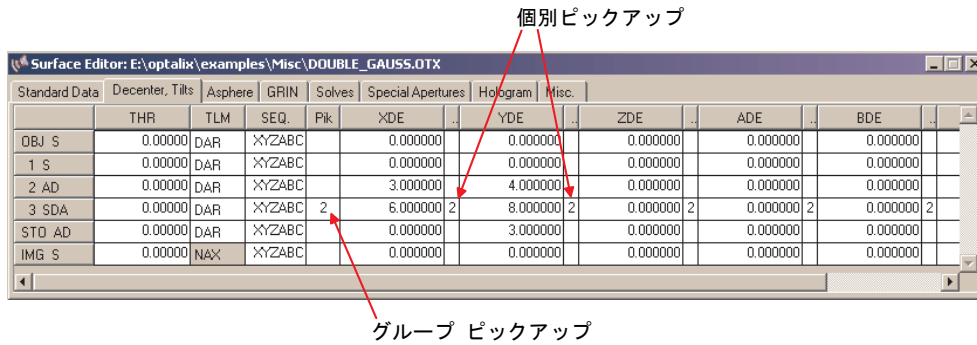 個別ピックアップ
Surface Editor: E:\optalix\examples\Misc\DOUBLE_GAUSS.OTX
Standard Data Decenter, Tilts Asphere GRIN Solves Special Apertures Hologram Misc.
THR TLM SEQ. Pik XDE .. YDE .. ZDE .. ADE .. BDE ..
OBJ S 0.00000 DAR XYZABC 0.000000 0.000000 0.000000 0.000000 0.000000
1 S 0.00000 DAR XYZABC 0.000000 0.000000 0.000000 0.000000 0.000000
2 AD 0.00000 DAR XYZABC 3.000000 4.000000 0.000000 0.000000 0.000000
3 SDA 0.00000 DAR XYZABC 2 6.000000 2 8.000000 2 0.000000 2 0.000000 2 0.000000 2
STO AD 0.00000 DAR XYZABC 0.000000 3.000000 0.000000 0.000000 0.000000
IMG S 0.00000 NAX XYZABC 0.000000 0.000000 0.000000 0.000000 0.000000
グループ ピックアップ